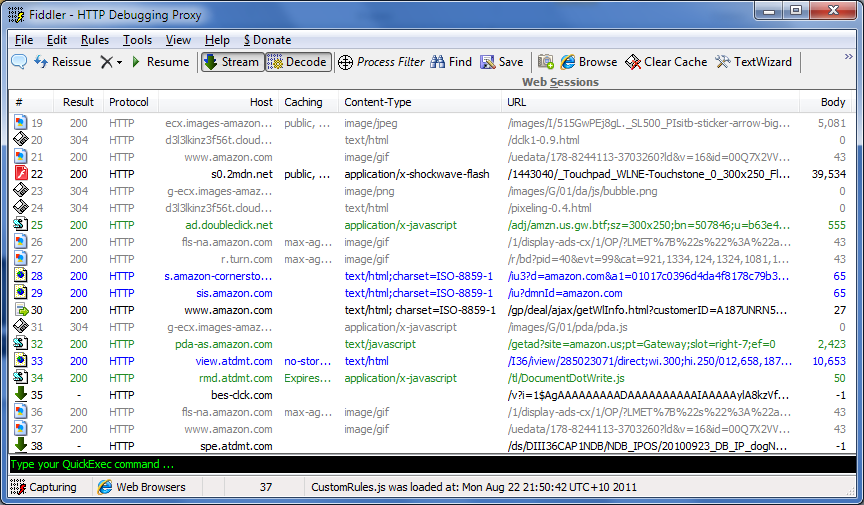 Fiddler - HTTP Debugging Proxy
File Edit Rules Tools View Help $ Donate
Reissue Resume Stream Decode Process Filter Find Save Browse Clear Cache TextWizard »
Web Sessions
# Result Protocol Host Caching Content-Type URL Body
19 200 HTTP ecx.images-amazon... public, ... image/jpeg /images/I/515GwPEj8gL._SL500_PIsitb-sticker-arrow-big... 5,081
20 304 HTTP d3l3lkinz3f56t.cloud... text/html /dclk1-0.9.html 0
21 200 HTTP www.amazon.com image/gif /uedata/178-8244113-3703260?ld&v=16&id=00Q7X2VV... 43
22 200 HTTP s0.2mdn.net public, ... application/x-shockwave-flash /1443040/_Touchpad_WLNE-Touchstone_0_300x250_Fl... 39,534
23 304 HTTP g-ecx.images-amaz... image/png /images/G/01/da/js/bubble.png 0
24 304 HTTP d3l3lkinz3f56t.cloud... text/html /pixeling-0.4.html 0
25 200 HTTP ad.doubleclick.net application/x-javascript /adj/amzn.us.gw.btf;sz=300x250;bn=507846;u=b63e4... 555
26 200 HTTP fls-na.amazon.com max-ag... image/gif /1/display-ads-cx/1/OP/?LMET%7B%22s%22%3A%22a... 43
27 200 HTTP r.turn.com max-ag... image/gif /r/bd?pid=40&evt=99&cat=921,1334,124,1324,1081,1... 43
28 200 HTTP s.amazon-cornersto... text/html;charset=ISO-8859-1 /iu3?d=amazon.com&a1=01017c0396d4da4f8178c79b3... 65
29 200 HTTP sis.amazon.com text/html;charset=ISO-8859-1 /iu?dmnId=amazon.com 65
30 200 HTTP www.amazon.com text/html; charset=ISO-8859-1 /gp/deal/ajax/getWlInfo.html?customerID=A187UNRN5... 27
31 304 HTTP g-ecx.images-amaz... application/x-javascript /images/G/01/pda/pda.js 0
32 200 HTTP pda-as.amazon.com text/javascript /getad?site=amazon.us;pt=Gateway;slot=right-7;ef=0 2,423
33 200 HTTP view.atdmt.com no-stor... text/html /I36/iview/285023071/direct;wi.300;hi.250/012,658,187... 10,653
34 200 HTTP rmd.atdmt.com Expires... application/x-javascript /tl/DocumentDotWrite.js 50
35 - HTTP bes-clck.com /v?i=1$AgAAAAAAAAADAAAAAAAAAAIAAAAAylA8kzVf... -1
36 200 HTTP fls-na.amazon.com max-ag... image/gif /1/display-ads-cx/1/OP/?LMET%7B%22s%22%3A%22a... 43
37 200 HTTP www.amazon.com image/gif /uedata/178-8244113-3703260?ld&v=16&id=00Q7X2VV... 43
38 - HTTP spe.atdmt.com /ds/DIII36CAP1NDB/NDB_IPOS/20100923_DB_IP_dogN... -1
Type your QuickExec command ...
Capturing Web Browsers 37 CustomRules.js was loaded at: Mon Aug 22 21:50:42 UTC+10 2011